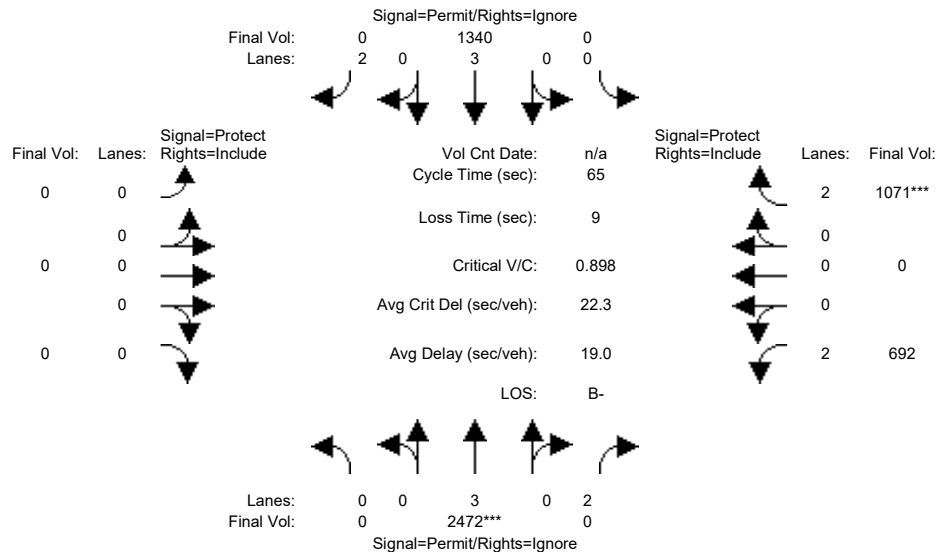 Signal=Permit/Rights=Ignore
Final Vol: 0 1340 0
Lanes: 2 0 3 0 0
Signal=Protect
Final Vol: Lanes: Rights=Include
Vol Cnt Date: n/a
Signal=Protect
Rights=Include Lanes: Final Vol:
Cycle Time (sec): 65
0 0
2 1071***
Loss Time (sec): 9
0
0
0 0
Critical V/C: 0.898
0 0
0
Avg Crit Del (sec/veh): 22.3
0
0 0
Avg Delay (sec/veh): 19.0
2 692
LOS: B-
Lanes: 0 0 3 0 2
Final Vol: 0 2472*** 0
Signal=Permit/Rights=Ignore